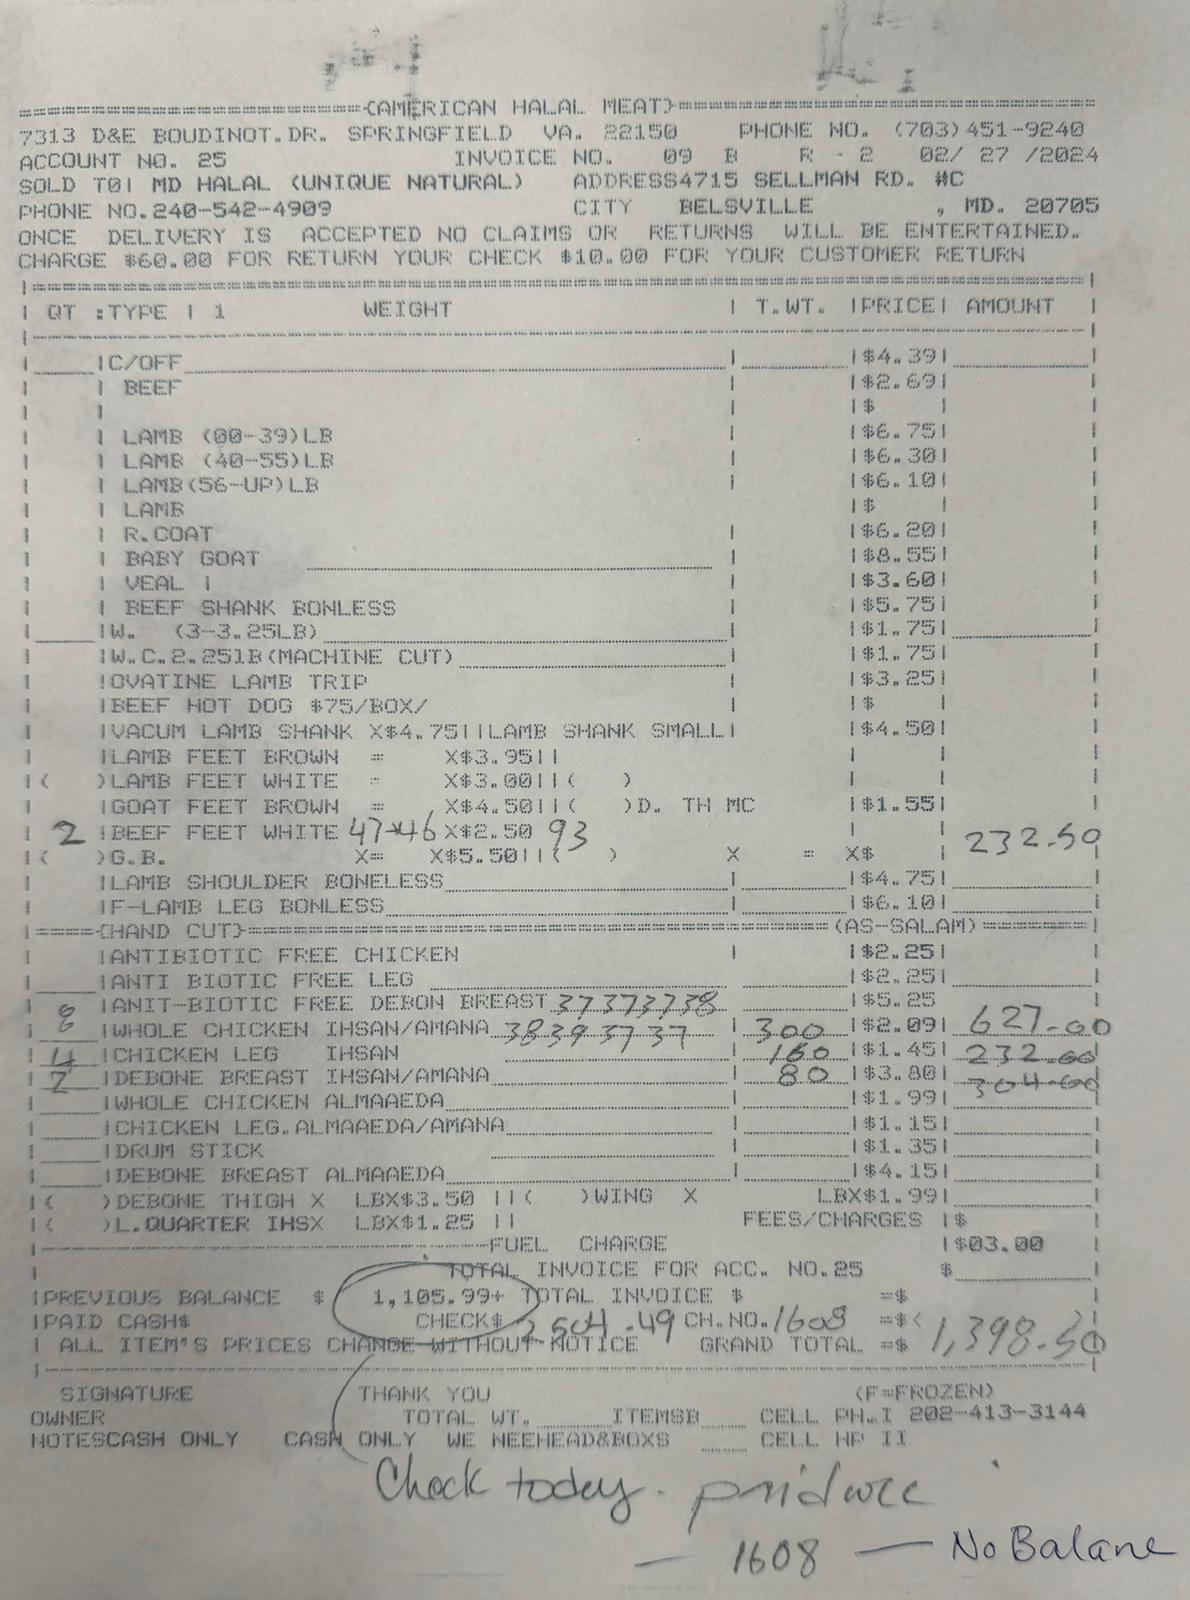 {AMERICAN HALAL MEAT}
7313 D&E BOUDINOT.DR. SPRINGFIELD VA. 22150 PHONE NO. (703)451-9240
ACCOUNT NO. 25 INVOICE NO. 09 B R - 2 02/ 27 /2024
SOLD TO| MD HALAL (UNIQUE NATURAL) ADDRESS4715 SELLMAN RD. #C
PHONE NO.240-542-4909 CITY BELSVILLE , MD. 20705
ONCE DELIVERY IS ACCEPTED NO CLAIMS OR RETURNS WILL BE ENTERTAINED.
CHARGE $60.00 FOR RETURN YOUR CHECK $10.00 FOR YOUR CUSTOMER RETURN
| QT :TYPE | 1 WEIGHT | T.WT. |PRICE| AMOUNT |
|C/OFF |$4.39|
| BEEF |$2.69|
|$ |
| LAMB (00-39)LB |$6.75|
| LAMB (40-55)LB |$6.30|
| LAMB(56-UP)LB |$6.10|
| LAMB |$ |
| R.COAT |$6.20|
| BABY GOAT |$8.55|
| VEAL | |$3.60|
| BEEF SHANK BONLESS |$5.75|
|W. (3-3.25LB) |$1.75|
|W.C.2.251B(MACHINE CUT) |$1.75|
|OVATINE LAMB TRIP |$3.25|
|BEEF HOT DOG $75/BOX/ |$ |
|VACUM LAMB SHANK X$4.75||LAMB SHANK SMALL| |$4.50|
|LAMB FEET BROWN = X$3.95||
|( )LAMB FEET WHITE = X$3.00||( )
|GOAT FEET BROWN = X$4.50||( )D. TH MC |$1.55|
2 |BEEF FEET WHITE 47+46 X$2.50 93 232.50
|( )G.B. X= X$5.50||( ) X = X$ |
|LAMB SHOULDER BONELESS |$4.75|
|F-LAMB LEG BONLESS |$6.10|
|====={HAND CUT}=====(AS-SALAM)=====|
|ANTIBIOTIC FREE CHICKEN |$2.25|
|ANTI BIOTIC FREE LEG |$2.25|
|ANIT-BIOTIC FREE DEBON BREAST 37373738 |$5.25
8 |WHOLE CHICKEN IHSAN/AMANA 38393737 | 300 |$2.09| 627.00
4 |CHICKEN LEG IHSAN | 160 |$1.45| 232.00
2 |DEBONE BREAST IHSAN/AMANA | 80 |$3.80| 304.00
|WHOLE CHICKEN ALMAAEDA |$1.99|
|CHICKEN LEG.ALMAAEDA/AMANA |$1.15|
|DRUM STICK |$1.35|
|DEBONE BREAST ALMAAEDA |$4.15|
|( )DEBONE THIGH X LBX$3.50 ||( )WING X LBX$1.99|
|( )L.QUARTER IHSX LBX$1.25 || FEES/CHARGES |$
FUEL CHARGE |$03.00
TOTAL INVOICE FOR ACC. NO.25 $
|PREVIOUS BALANCE $ 1,105.99+ TOTAL INVOICE $ =$
|PAID CASH$ CHECK$ 2504.49 CH.NO.1608 =$<
| ALL ITEM'S PRICES CHANGE WITHOUT NOTICE GRAND TOTAL =$ 1,398.50
SIGNATURE THANK YOU (F=FROZEN)
OWNER TOTAL WT. ITEMSB CELL PH.I 202-413-3144
NOTESCASH ONLY CASH ONLY WE NEEHEAD&BOXS CELL HP II
Check today.
— 1608 — No Balane